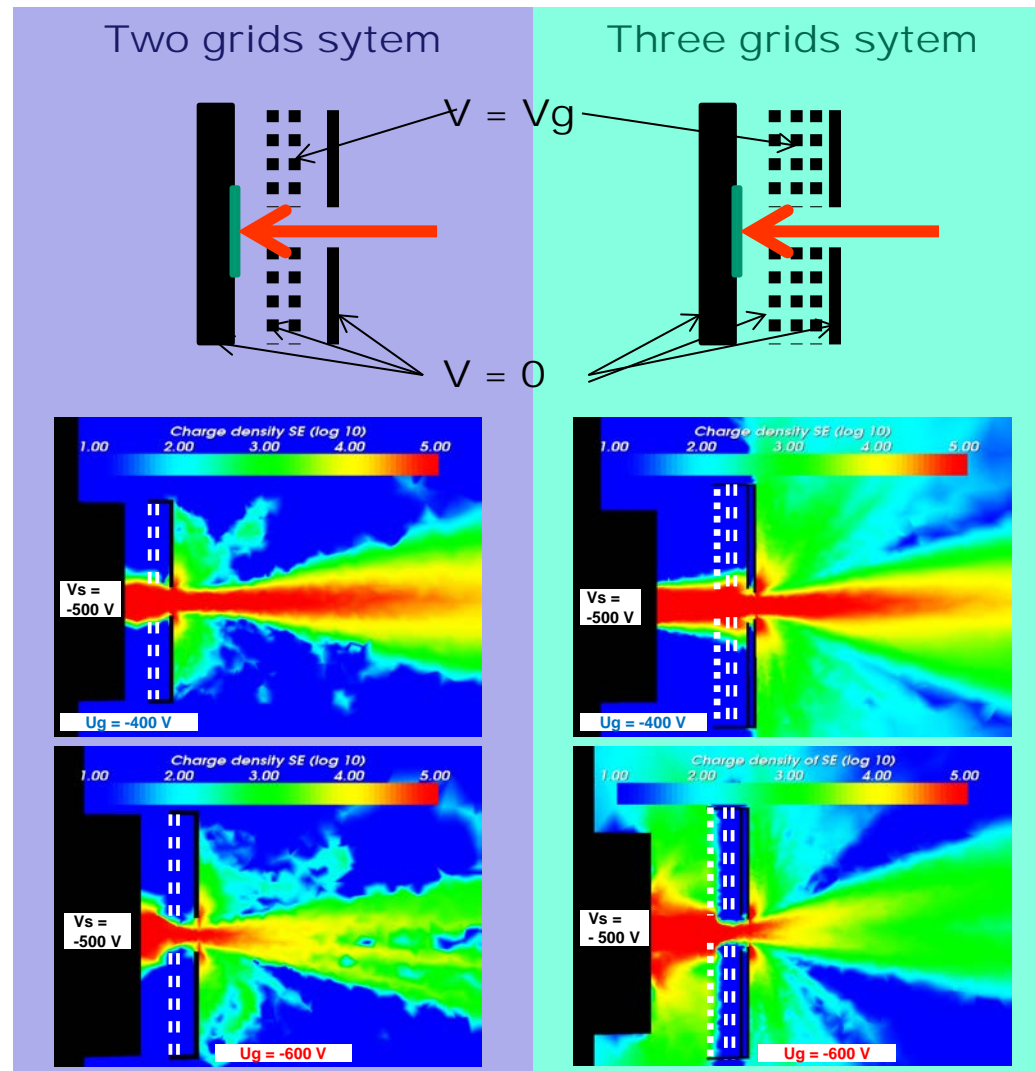 Two grids sytem
Three grids sytem
V = Vg
V = 0
Charge density SE (log 10)
1.00 2.00 3.00 4.00 5.00
Vs =
-500 V
Ug = -400 V
Charge density SE (log 10)
1.00 2.00 3.00 4.00 5.00
Vs =
-500 V
Ug = -400 V
Charge density SE (log 10)
1.00 2.00 3.00 4.00 5.00
Vs =
-500 V
Ug = -600 V
Charge density of SE (log 10)
1.00 2.00 3.00 4.00 5.00
Vs =
- 500 V
Ug = -600 V